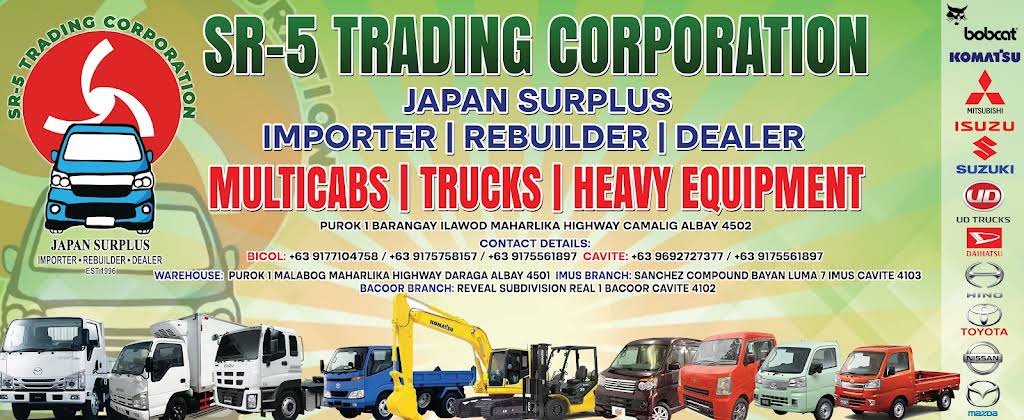 SR-5 TRADING CORPORATION
JAPAN SURPLUS
IMPORTER • REBUILDER • DEALER
EST.1996
SR-5 TRADING CORPORATION
JAPAN SURPLUS
IMPORTER | REBUILDER | DEALER
MULTICABS | TRUCKS | HEAVY EQUIPMENT
PUROK 1 BARANGAY ILAWOD MAHARLIKA HIGHWAY CAMALIG ALBAY 4502
CONTACT DETAILS:
BICOL: +63 9177104758 / +63 9175758157 / +63 9175561897 CAVITE: +63 9692727377 / +63 9175561897
WAREHOUSE: PUROK 1 MALABOG MAHARLIKA HIGHWAY DARAGA ALBAY 4501 IMUS BRANCH: SANCHEZ COMPOUND BAYAN LUMA 7 IMUS CAVITE 4103
BACOOR BRANCH: REVEAL SUBDIVISION REAL 1 BACOOR CAVITE 4102
KOMATSU
bobcat
KOMATSU
MITSUBISHI
ISUZU
SUZUKI
UD
UD TRUCKS
DAIHATSU
HINO
TOYOTA
NISSAN
mazda